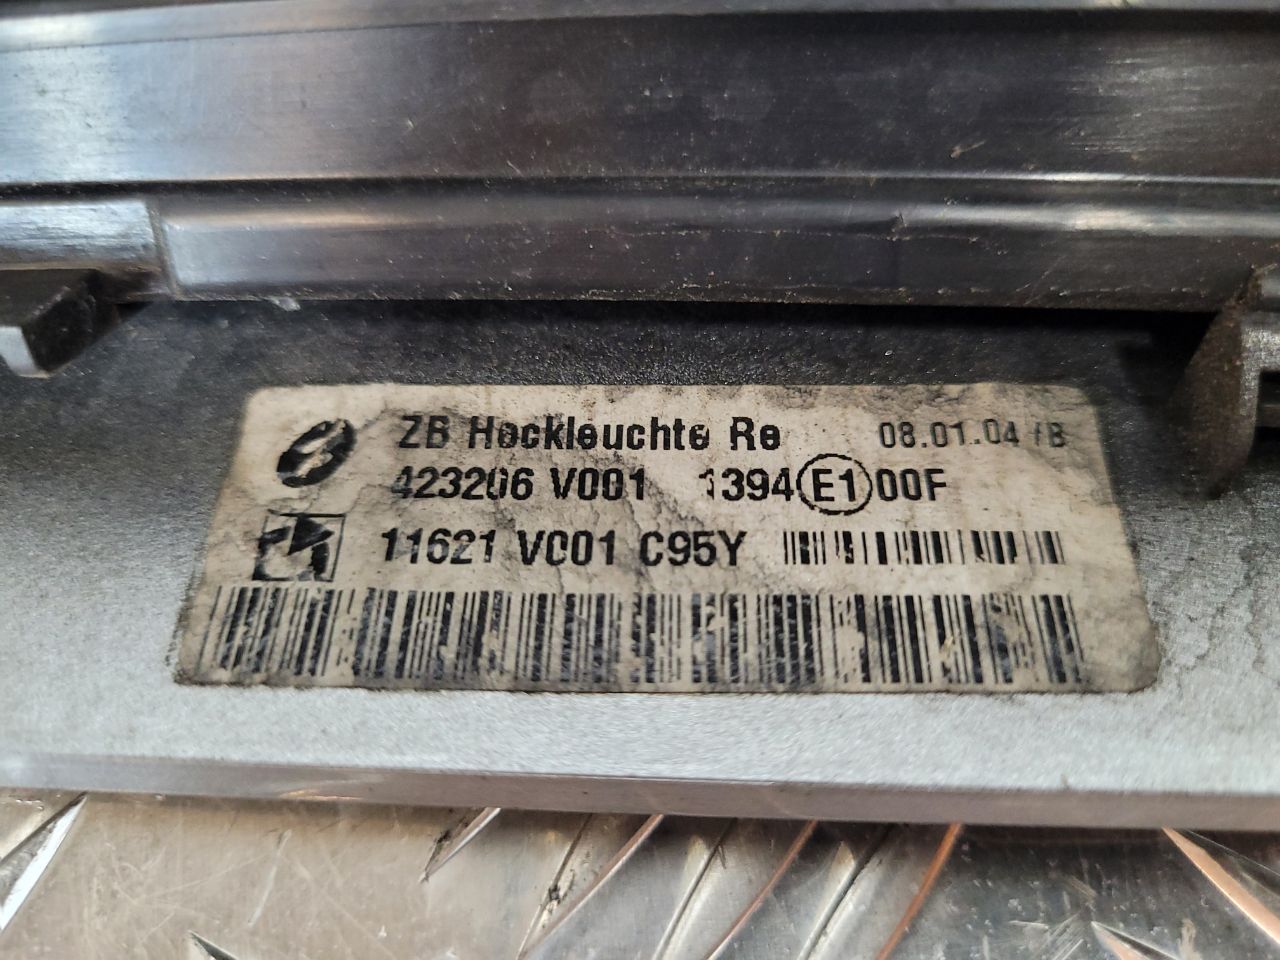 ZB Heckleuchte Re 08.01.04 /B
423206 V001 1394 E1 00F
11621 V001 C95Y